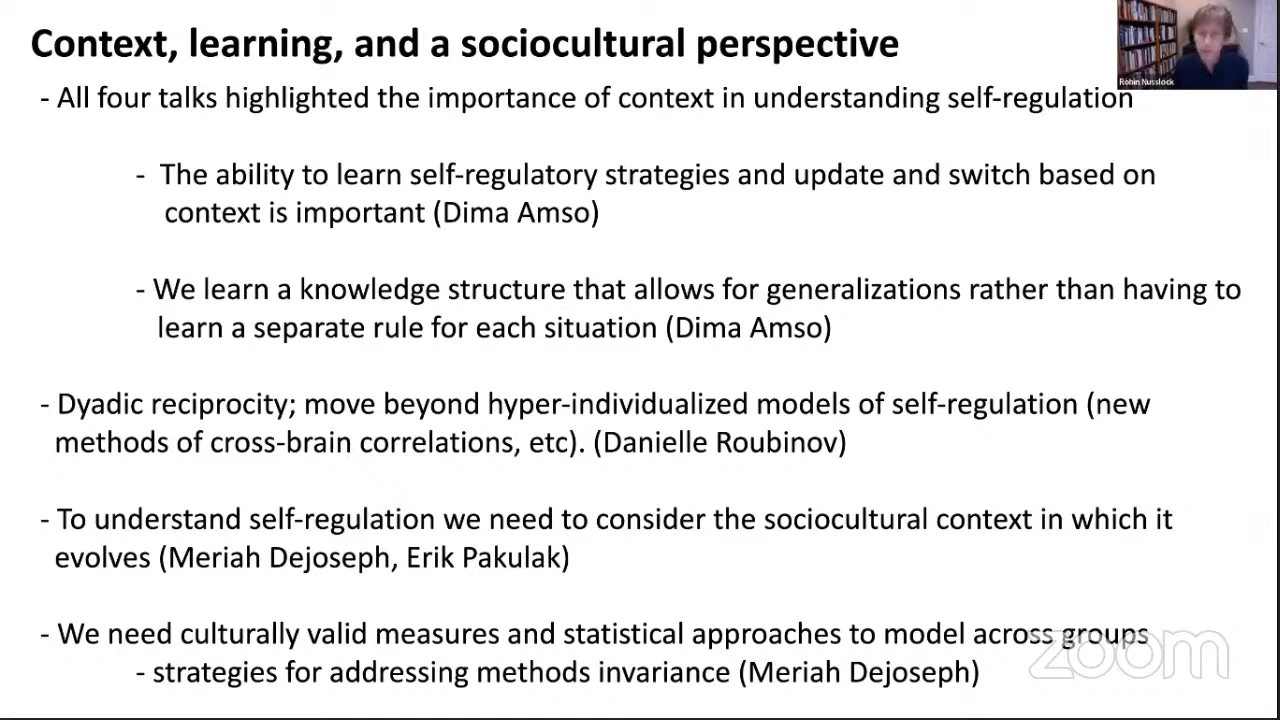 Context, learning, and a sociocultural perspective
Robin Nusslock
- All four talks highlighted the importance of context in understanding self-regulation
- The ability to learn self-regulatory strategies and update and switch based on
context is important (Dima Amso)
- We learn a knowledge structure that allows for generalizations rather than having to
learn a separate rule for each situation (Dima Amso)
- Dyadic reciprocity; move beyond hyper-individualized models of self-regulation (new
methods of cross-brain correlations, etc). (Danielle Roubinov)
- To understand self-regulation we need to consider the sociocultural context in which it
evolves (Meriah Dejoseph, Erik Pakulak)
- We need culturally valid measures and statistical approaches to model across groups
- strategies for addressing methods invariance (Meriah Dejoseph)
zoom